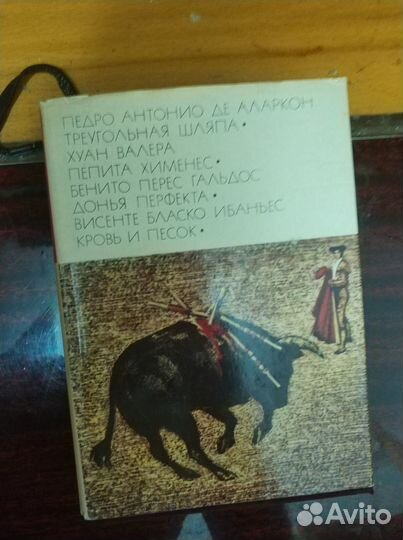 ПЕДРО АНТОНИО ДЕ АЛАРКОН
ТРЕУГОЛЬНАЯ ШЛЯПА •
ХУАН ВАЛЕРА
ПЕПИТА ХИМЕНЕС •
БЕНИТО ПЕРЕС ГАЛЬДОС
ДОНЬЯ ПЕРФЕКТА •
ВИСЕНТЕ БЛАСКО ИБАНЬЕС
КРОВЬ И ПЕСОК •
Avito